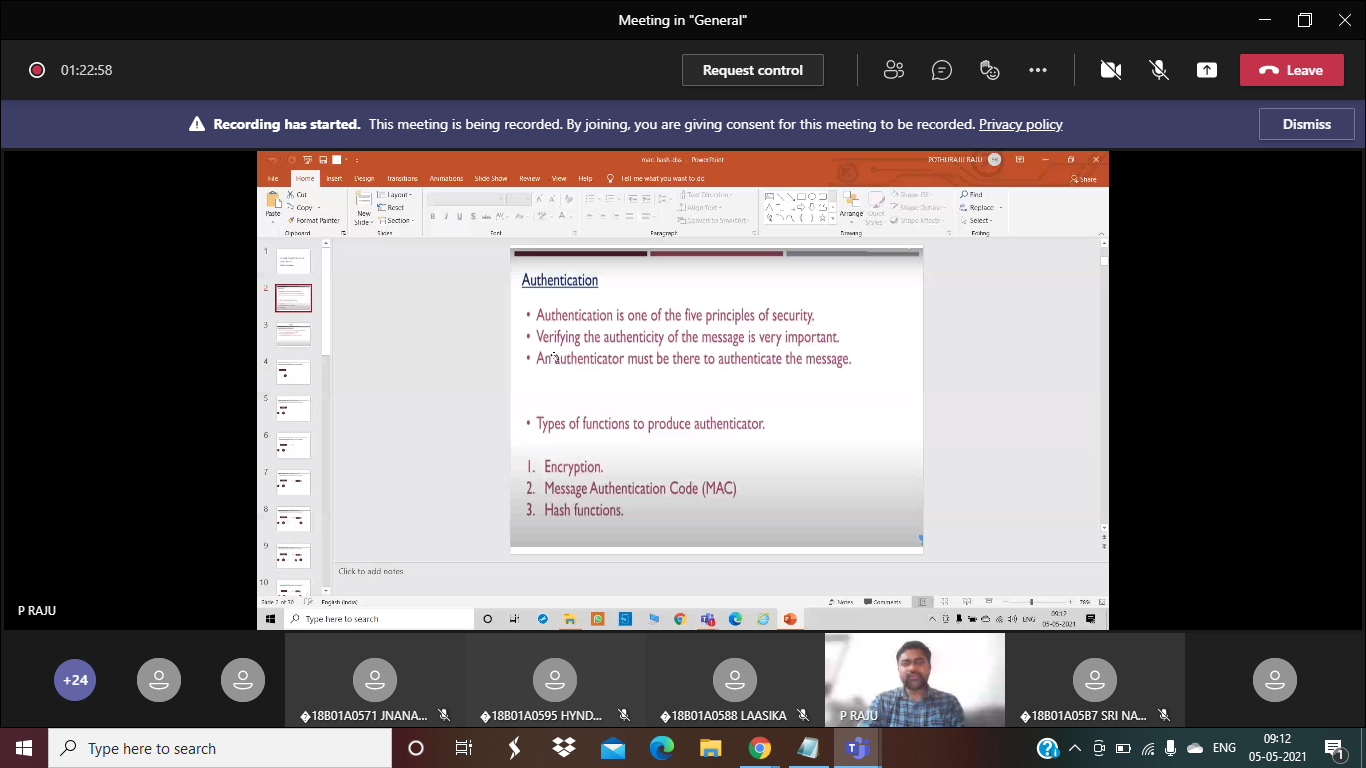 Meeting in "General"
01:22:58
Request control
Leave
Recording has started. This meeting is being recorded. By joining, you are giving consent for this meeting to be recorded. Privacy policy
Dismiss
mac-hash-dss - PowerPoint
POTHURAJU RAJU
File Home Insert Design Transitions Animations Slide Show Review View Help Tell me what you want to do
Share
Paste
Cut
Copy
Format Painter
Clipboard
New Slide
Layout
Reset
Section
Slides
Font
Text Direction
Align Text
Convert to SmartArt
Paragraph
Arrange
Quick Styles
Shape Fill
Shape Outline
Shape Effects
Drawing
Find
Replace
Select
Editing
1
2
3
4
5
6
7
8
9
10
Authentication
• Authentication is one of the five principles of security.
• Verifying the authenticity of the message is very important.
• An authenticator must be there to authenticate the message.
• Types of functions to produce authenticator.
1. Encryption.
2. Message Authentication Code (MAC)
3. Hash functions.
Click to add notes
English (India)
Notes
Comments
78%
P RAJU
Type here to search
ENG
09:12
05-05-2021
+24
18B01A0571 JNANA...
18B01A0595 HYND...
18B01A0588 LAASIKA
P RAJU
18B01A05B7 SRI NA...
Type here to search
ENG
09:12
05-05-2021
1